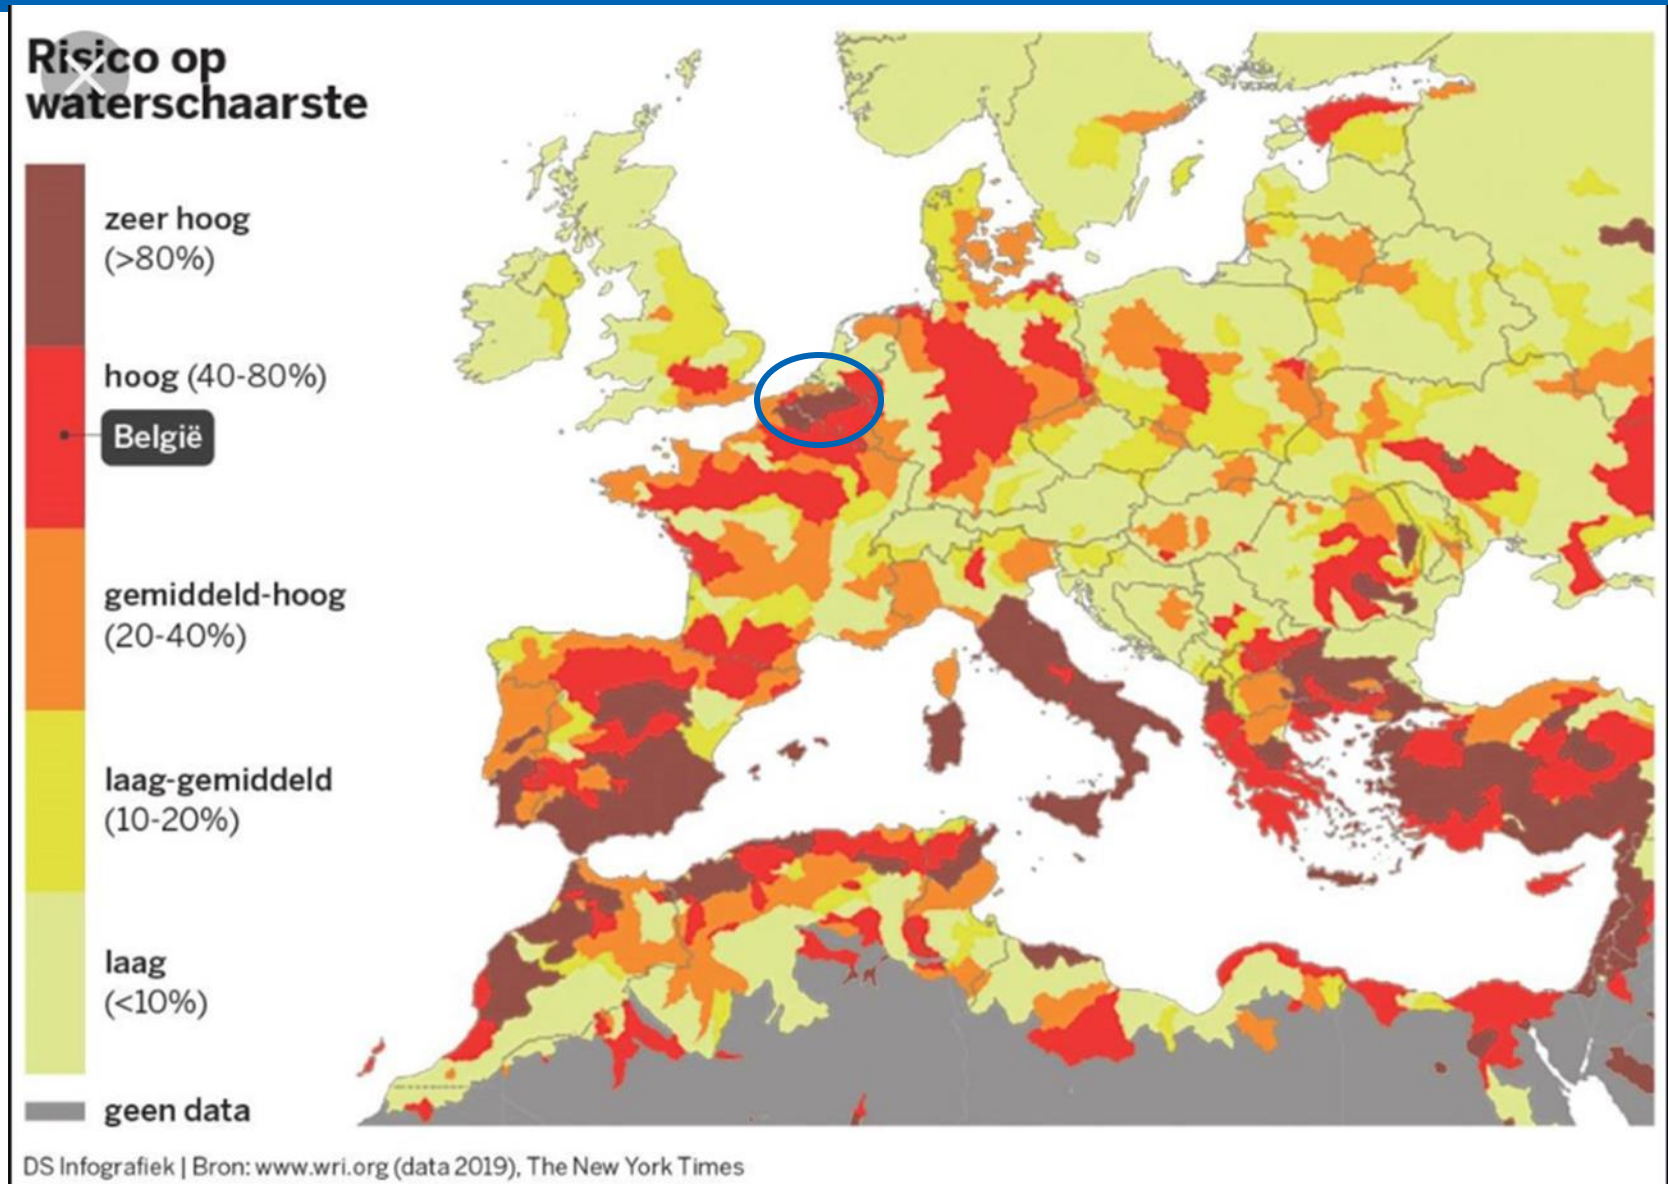 Risico op
waterschaarste
zeer hoog
(>80%)
hoog (40-80%)
België
gemiddeld-hoog
(20-40%)
laag-gemiddeld
(10-20%)
laag
(<10%)
geen data
DS Infografiek | Bron: www.wri.org (data 2019), The New York Times